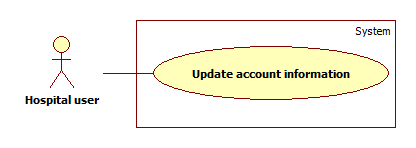 System
Update account information
Hospital user